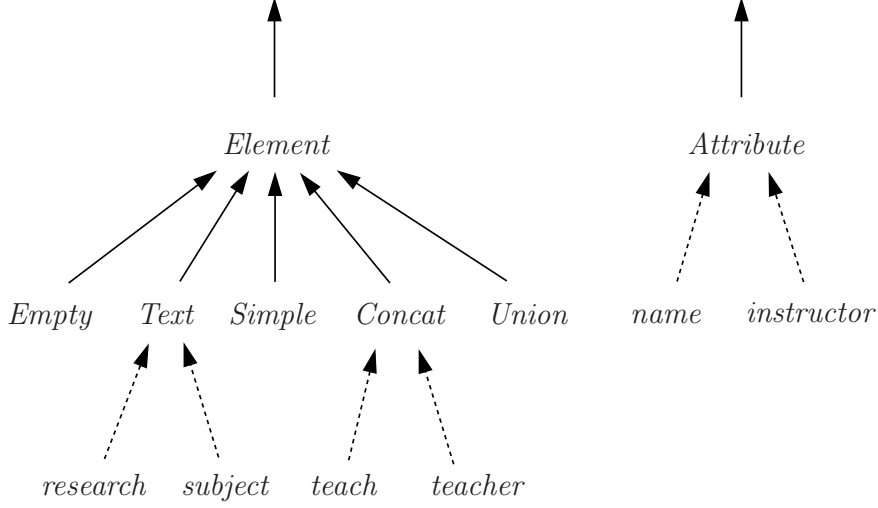 Element Attribute
Empty Text Simple Concat Union name instructor
research subject teach teacher